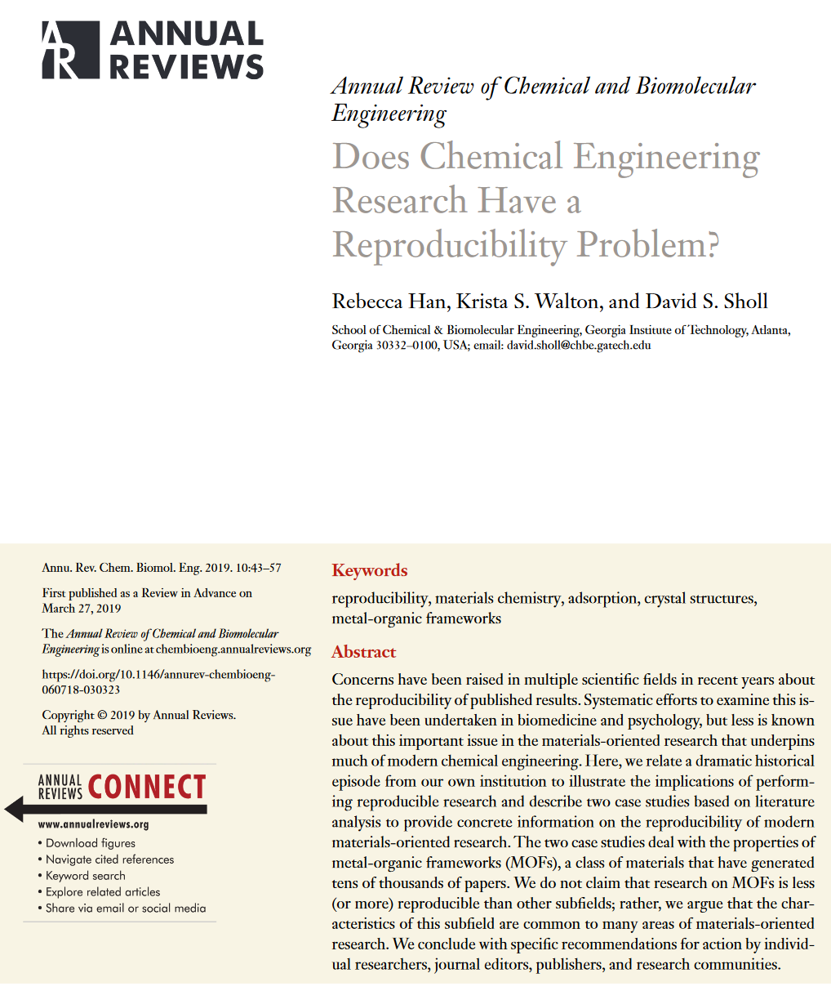 AR
ANNUAL
REVIEWS
Annual Review of Chemical and Biomolecular
Engineering
Does Chemical Engineering
Research Have a
Reproducibility Problem?
Rebecca Han, Krista S. Walton, and David S. Sholl
School of Chemical & Biomolecular Engineering, Georgia Institute of Technology, Atlanta,
Georgia 30332–0100, USA; email: david.sholl@chbe.gatech.edu
Annu. Rev. Chem. Biomol. Eng. 2019. 10:43–57
First published as a Review in Advance on
March 27, 2019
The Annual Review of Chemical and Biomolecular
Engineering is online at chembioeng.annualreviews.org
https://doi.org/10.1146/annurev-chembioeng-
060718-030323
Copyright © 2019 by Annual Reviews.
All rights reserved
ANNUAL
REVIEWS CONNECT
www.annualreviews.org
• Download figures
• Navigate cited references
• Keyword search
• Explore related articles
• Share via email or social media
Keywords
reproducibility, materials chemistry, adsorption, crystal structures,
metal-organic frameworks
Abstract
Concerns have been raised in multiple scientific fields in recent years about
the reproducibility of published results. Systematic efforts to examine this is-
sue have been undertaken in biomedicine and psychology, but less is known
about this important issue in the materials-oriented research that underpins
much of modern chemical engineering. Here, we relate a dramatic historical
episode from our own institution to illustrate the implications of perform-
ing reproducible research and describe two case studies based on literature
analysis to provide concrete information on the reproducibility of modern
materials-oriented research. The two case studies deal with the properties of
metal-organic frameworks (MOFs), a class of materials that have generated
tens of thousands of papers. We do not claim that research on MOFs is less
(or more) reproducible than other subfields; rather, we argue that the char-
acteristics of this subfield are common to many areas of materials-oriented
research. We conclude with specific recommendations for action by individ-
ual researchers, journal editors, publishers, and research communities.